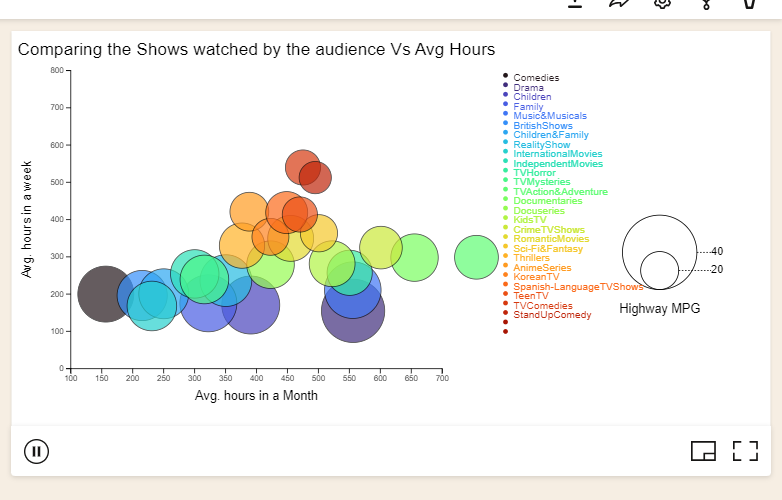 Comparing the Shows watched by the audience Vs Avg Hours
800
700
600
500
400
300
200
100
0
Avg. hours in a week
100 150 200 250 300 350 400 450 500 550 600 650 700
Avg. hours in a Month
Comedies
Drama
Children
Family
Music&Musicals
BritishShows
Children&Family
RealityShow
InternationalMovies
IndependentMovies
TVHorror
TVMysteries
TVAction&Adventure
Documentaries
Docuseries
KidsTV
CrimeTVShows
RomanticMovies
Sci-Fi&Fantasy
Thrillers
AnimeSeries
KoreanTV
Spanish-LanguageTVShows
TeenTV
TVComedies
StandUpComedy
40
20
Highway MPG